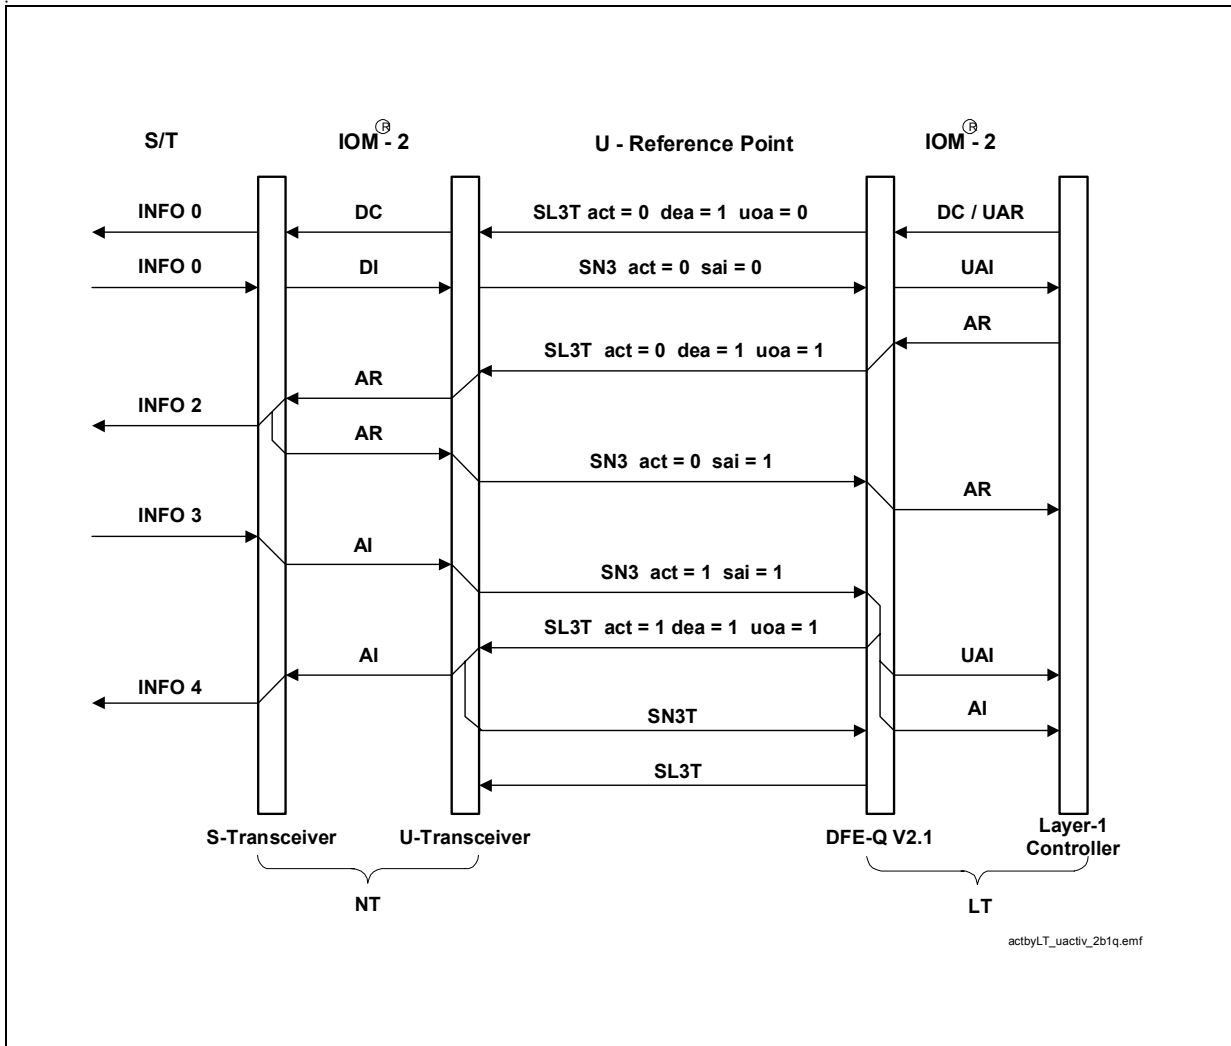 S/T IOM®- 2 U - Reference Point IOM®- 2
INFO 0 DC SL3T act = 0 dea = 1 uoa = 0 DC / UAR
INFO 0 DI SN3 act = 0 sai = 0 UAI
AR
SL3T act = 0 dea = 1 uoa = 1
AR
INFO 2
AR
SN3 act = 0 sai = 1
AR
INFO 3
AI
SN3 act = 1 sai = 1
SL3T act = 1 dea = 1 uoa = 1
AI UAI
INFO 4
SN3T AI
SL3T
S-Transceiver U-Transceiver DFE-Q V2.1 Layer-1
Controller
NT LT
actbyLT_uactiv_2b1q.emf